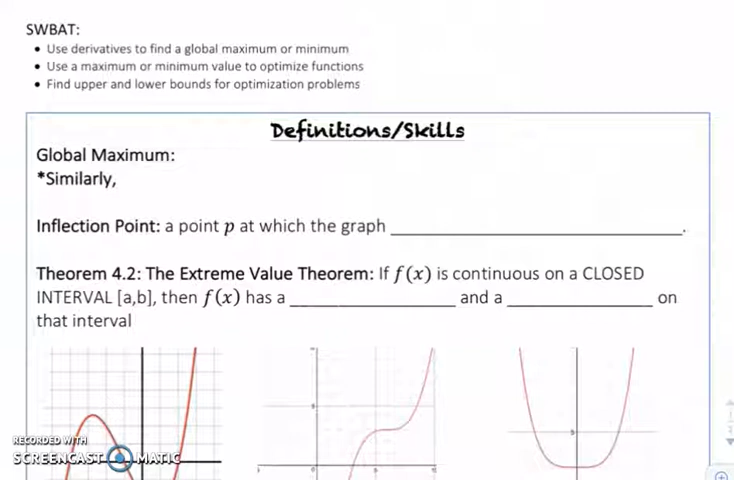 SWBAT:
• Use derivatives to find a global maximum or minimum
• Use a maximum or minimum value to optimize functions
• Find upper and lower bounds for optimization problems
Definitions/Skills
Global Maximum:
*Similarly,
Inflection Point: a point p at which the graph ______________________________.
Theorem 4.2: The Extreme Value Theorem: If f(x) is continuous on a CLOSED
INTERVAL [a,b], then f(x) has a _________________ and a _______________ on
that interval
RECORDED WITH
SCREENCAST MATIC